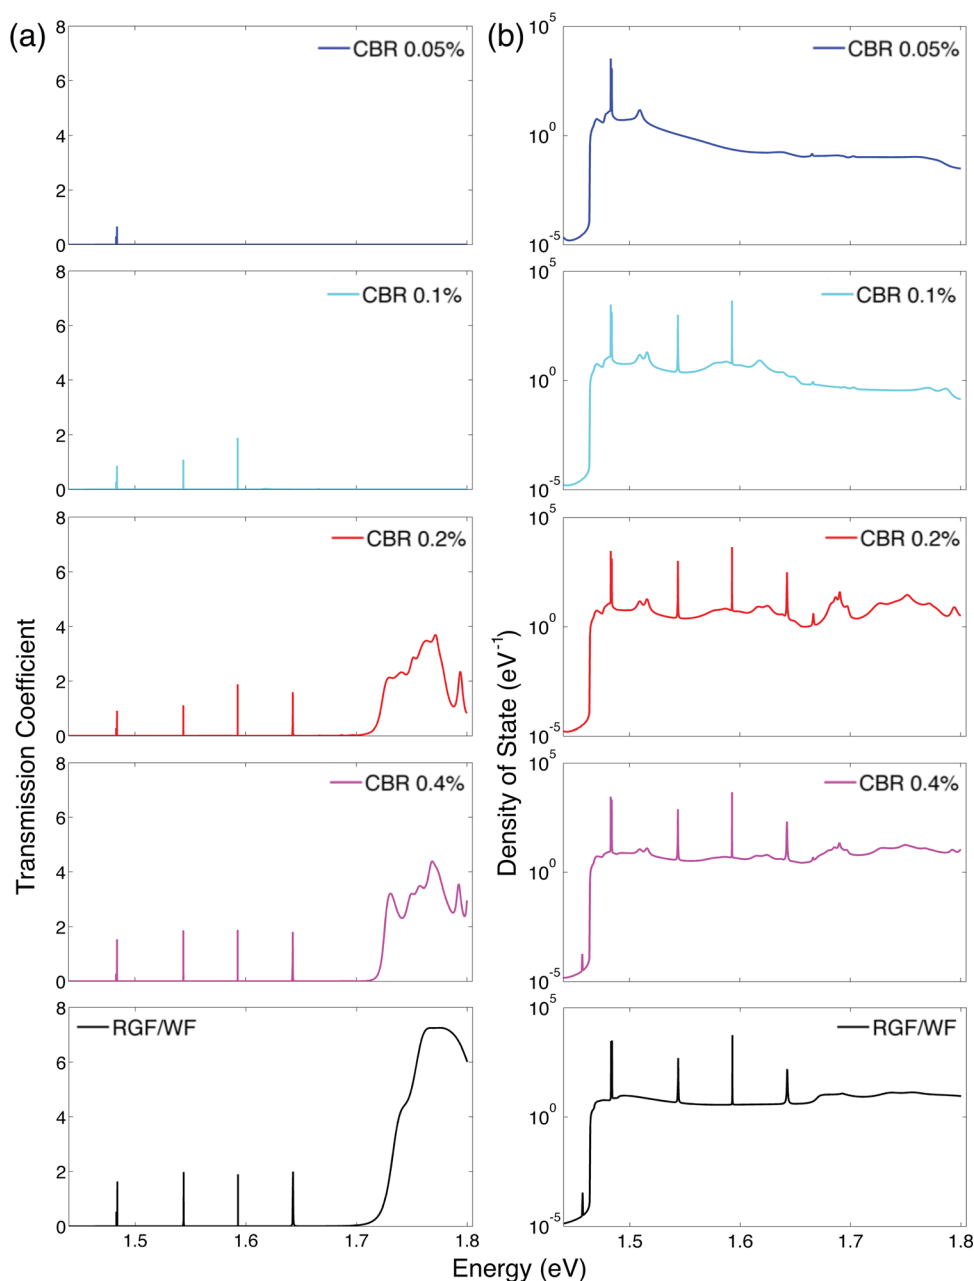 (a)
(b)
8
6
4
2
0
CBR 0.05%
10^5
10^0
10^-5
CBR 0.05%
8
6
4
2
0
CBR 0.1%
10^5
10^0
10^-5
CBR 0.1%
8
6
4
2
0
CBR 0.2%
10^5
10^0
10^-5
CBR 0.2%
8
6
4
2
0
CBR 0.4%
10^5
10^0
10^-5
CBR 0.4%
8
6
4
2
0
RGF/WF
10^5
10^0
10^-5
RGF/WF
Transmission Coefficient
Density of State (eV^-1)
1.5 1.6 1.7 1.8
1.5 1.6 1.7 1.8
Energy (eV)